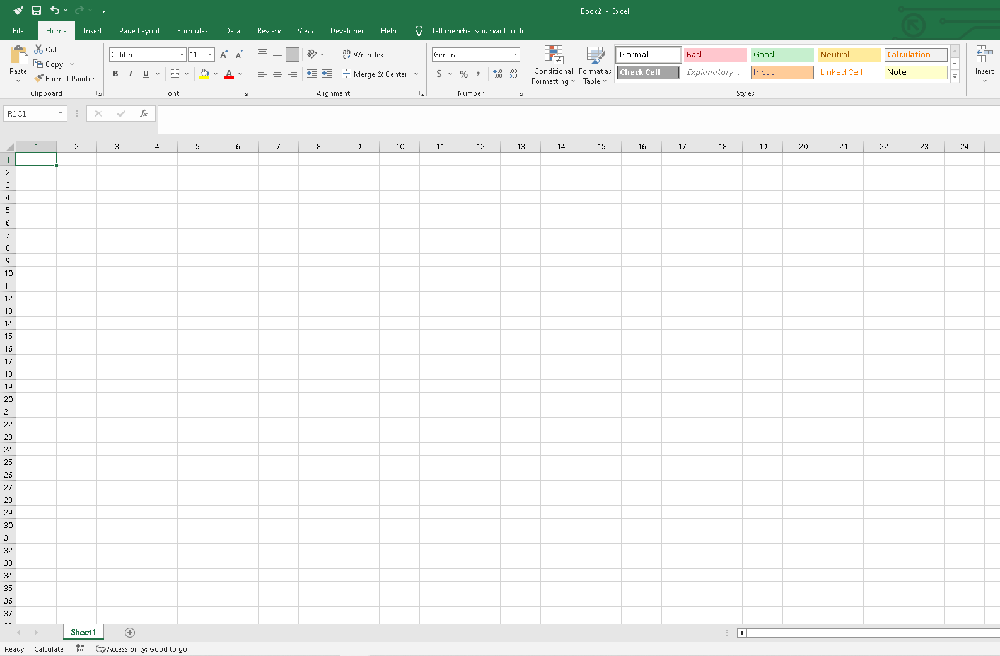 Book2 - Excel
File Home Insert Page Layout Formulas Data Review View Developer Help Tell me what you want to do
Paste
Cut
Copy
Format Painter
Clipboard
Calibri 11
B I U A
Font
Wrap Text
Merge & Center
Alignment
General
$ % ,
Number
Conditional
Formatting
Format as
Table
Normal Bad Good Neutral Calculation
Check Cell Explanatory ... Input Linked Cell Note
Styles
Insert
R1C1 fx
1 2 3 4 5 6 7 8 9 10 11 12 13 14 15 16 17 18 19 20 21 22 23 24
1
2
3
4
5
6
7
8
9
10
11
12
13
14
15
16
17
18
19
20
21
22
23
24
25
26
27
28
29
30
31
32
33
34
35
36
37
Sheet1
Ready Calculate Accessibility: Good to go